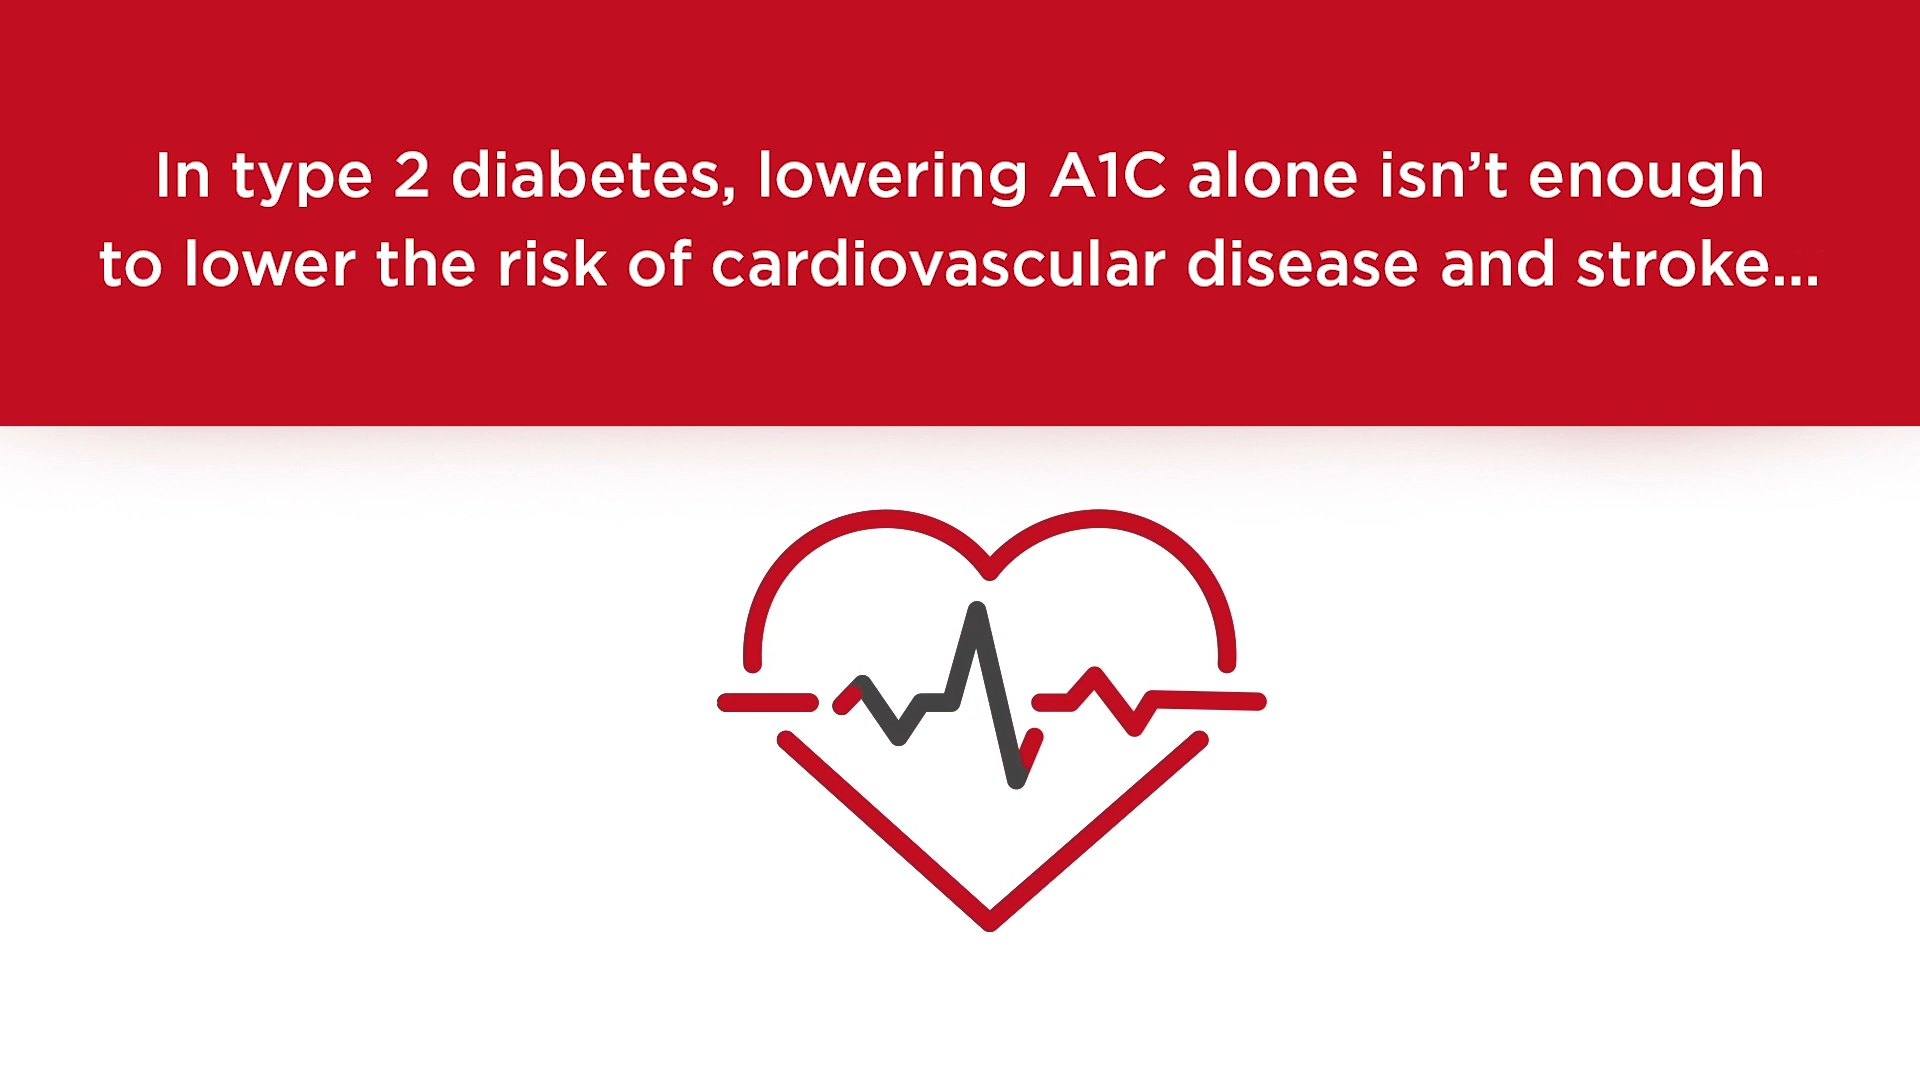 In type 2 diabetes, lowering A1C alone isn’t enough
to lower the risk of cardiovascular disease and stroke...